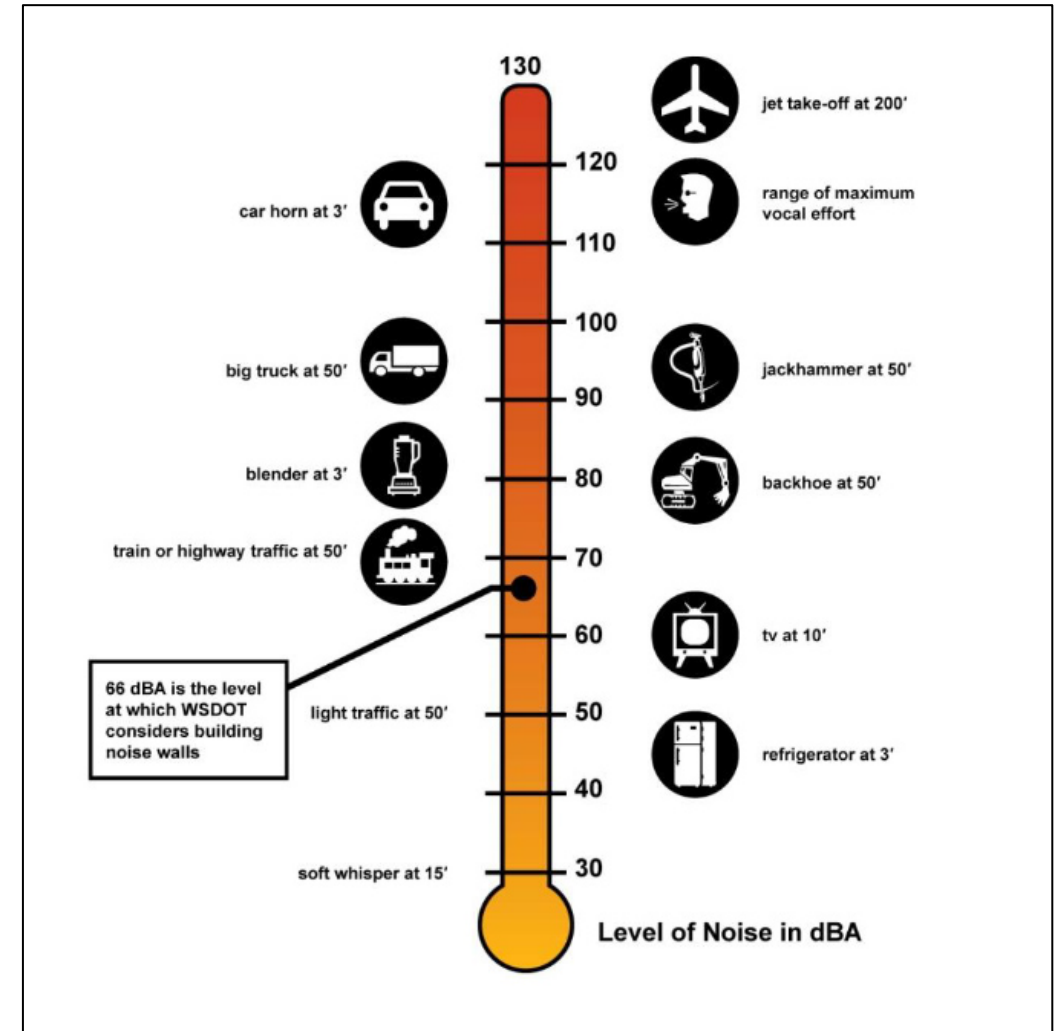 130
jet take-off at 200′
120
car horn at 3′
range of maximum
vocal effort
110
100
big truck at 50′
jackhammer at 50′
90
blender at 3′
80
backhoe at 50′
train or highway traffic at 50′
70
60
tv at 10′
66 dBA is the level
at which WSDOT
considers building
noise walls
light traffic at 50′
50
refrigerator at 3′
40
soft whisper at 15′
30
Level of Noise in dBA